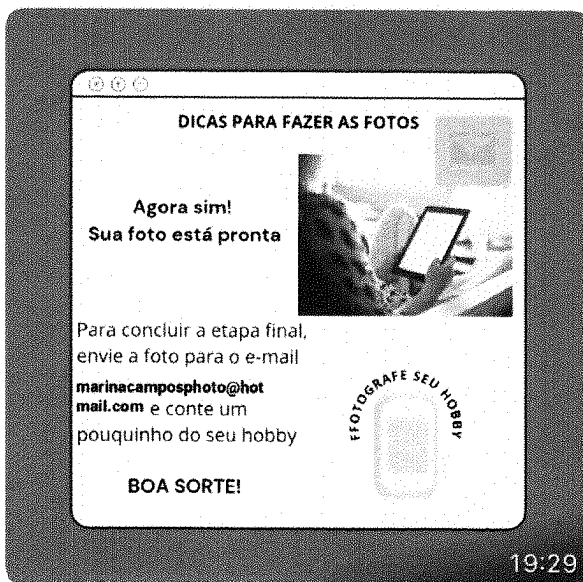 DICAS PARA FAZER AS FOTOS
Agora sim!
Sua foto está pronta
Para concluir a etapa final,
envie a foto para o e-mail
marinacamposphoto@hot
mail.com e conte um
pouquinho do seu hobby
FFOTOGRAFE SEU HOBBY
BOA SORTE!
19:29